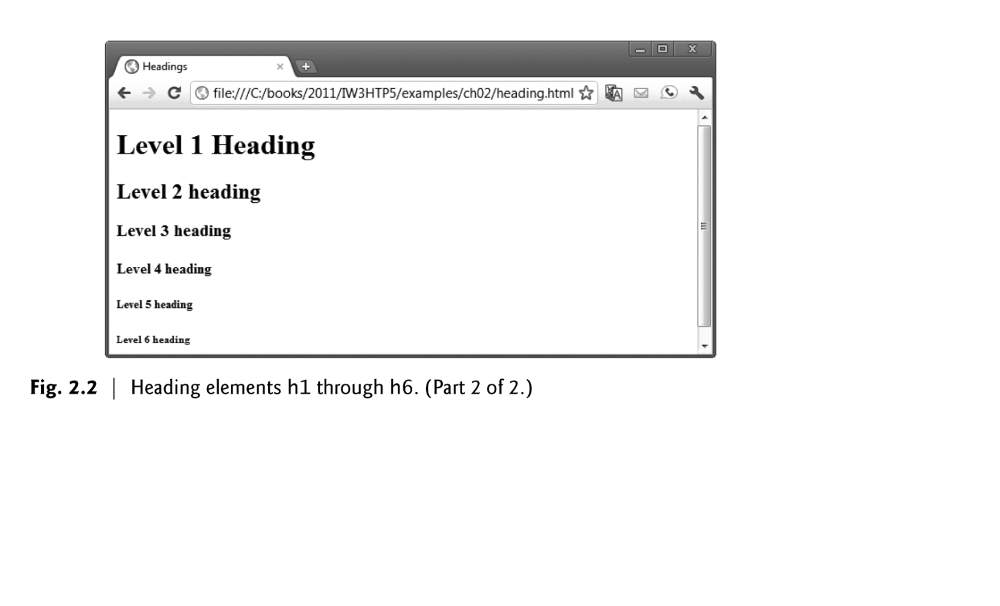 Headings
file:///C:/books/2011/IW3HTP5/examples/ch02/heading.html
Level 1 Heading
Level 2 heading
Level 3 heading
Level 4 heading
Level 5 heading
Level 6 heading
Fig. 2.2 | Heading elements h1 through h6. (Part 2 of 2.)